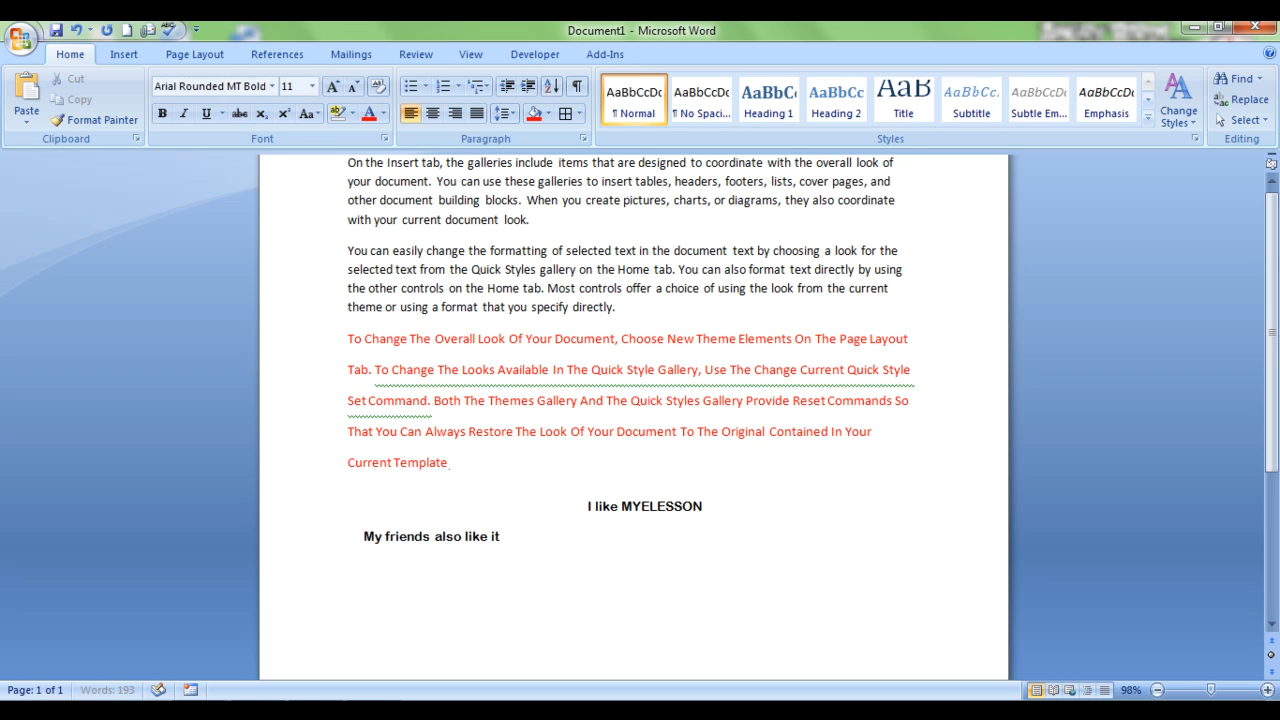 Document1 - Microsoft Word
Home Insert Page Layout References Mailings Review View Developer Add-Ins
Paste
Cut
Copy
Format Painter
Clipboard
Arial Rounded MT Bold 11
B I U abc x₂ x² Aa A
Font
Paragraph
AaBbCcDc AaBbCcDc AaBbCc AaBbCc AaB AaBbCc. AaBbCcDc AaBbCcDc
¶ Normal ¶ No Spaci... Heading 1 Heading 2 Title Subtitle Subtle Em... Emphasis
Change Styles
Styles
Find
Replace
Select
Editing
On the Insert tab, the galleries include items that are designed to coordinate with the overall look of
your document. You can use these galleries to insert tables, headers, footers, lists, cover pages, and
other document building blocks. When you create pictures, charts, or diagrams, they also coordinate
with your current document look.
You can easily change the formatting of selected text in the document text by choosing a look for the
selected text from the Quick Styles gallery on the Home tab. You can also format text directly by using
the other controls on the Home tab. Most controls offer a choice of using the look from the current
theme or using a format that you specify directly.
To Change The Overall Look Of Your Document, Choose New Theme Elements On The Page Layout
Tab. To Change The Looks Available In The Quick Style Gallery, Use The Change Current Quick Style
Set Command. Both The Themes Gallery And The Quick Styles Gallery Provide Reset Commands So
That You Can Always Restore The Look Of Your Document To The Original Contained In Your
Current Template.
I like MYELESSON
My friends also like it
Page: 1 of 1 Words: 193 98%